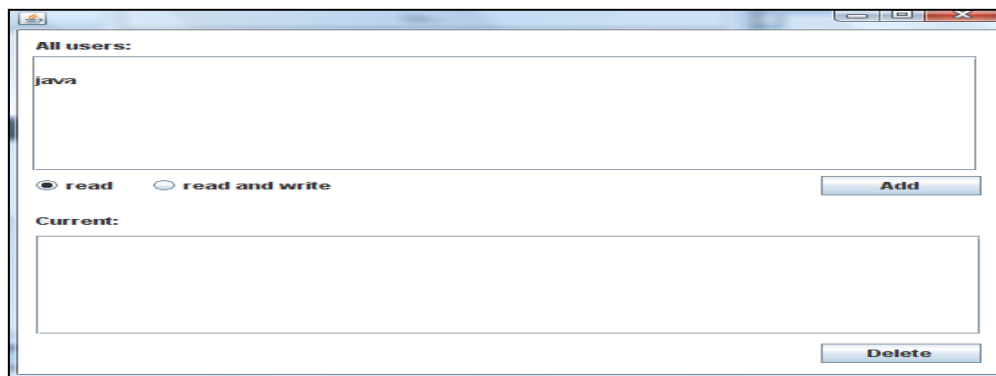 All users:
java
read read and write Add
Current:
Delete